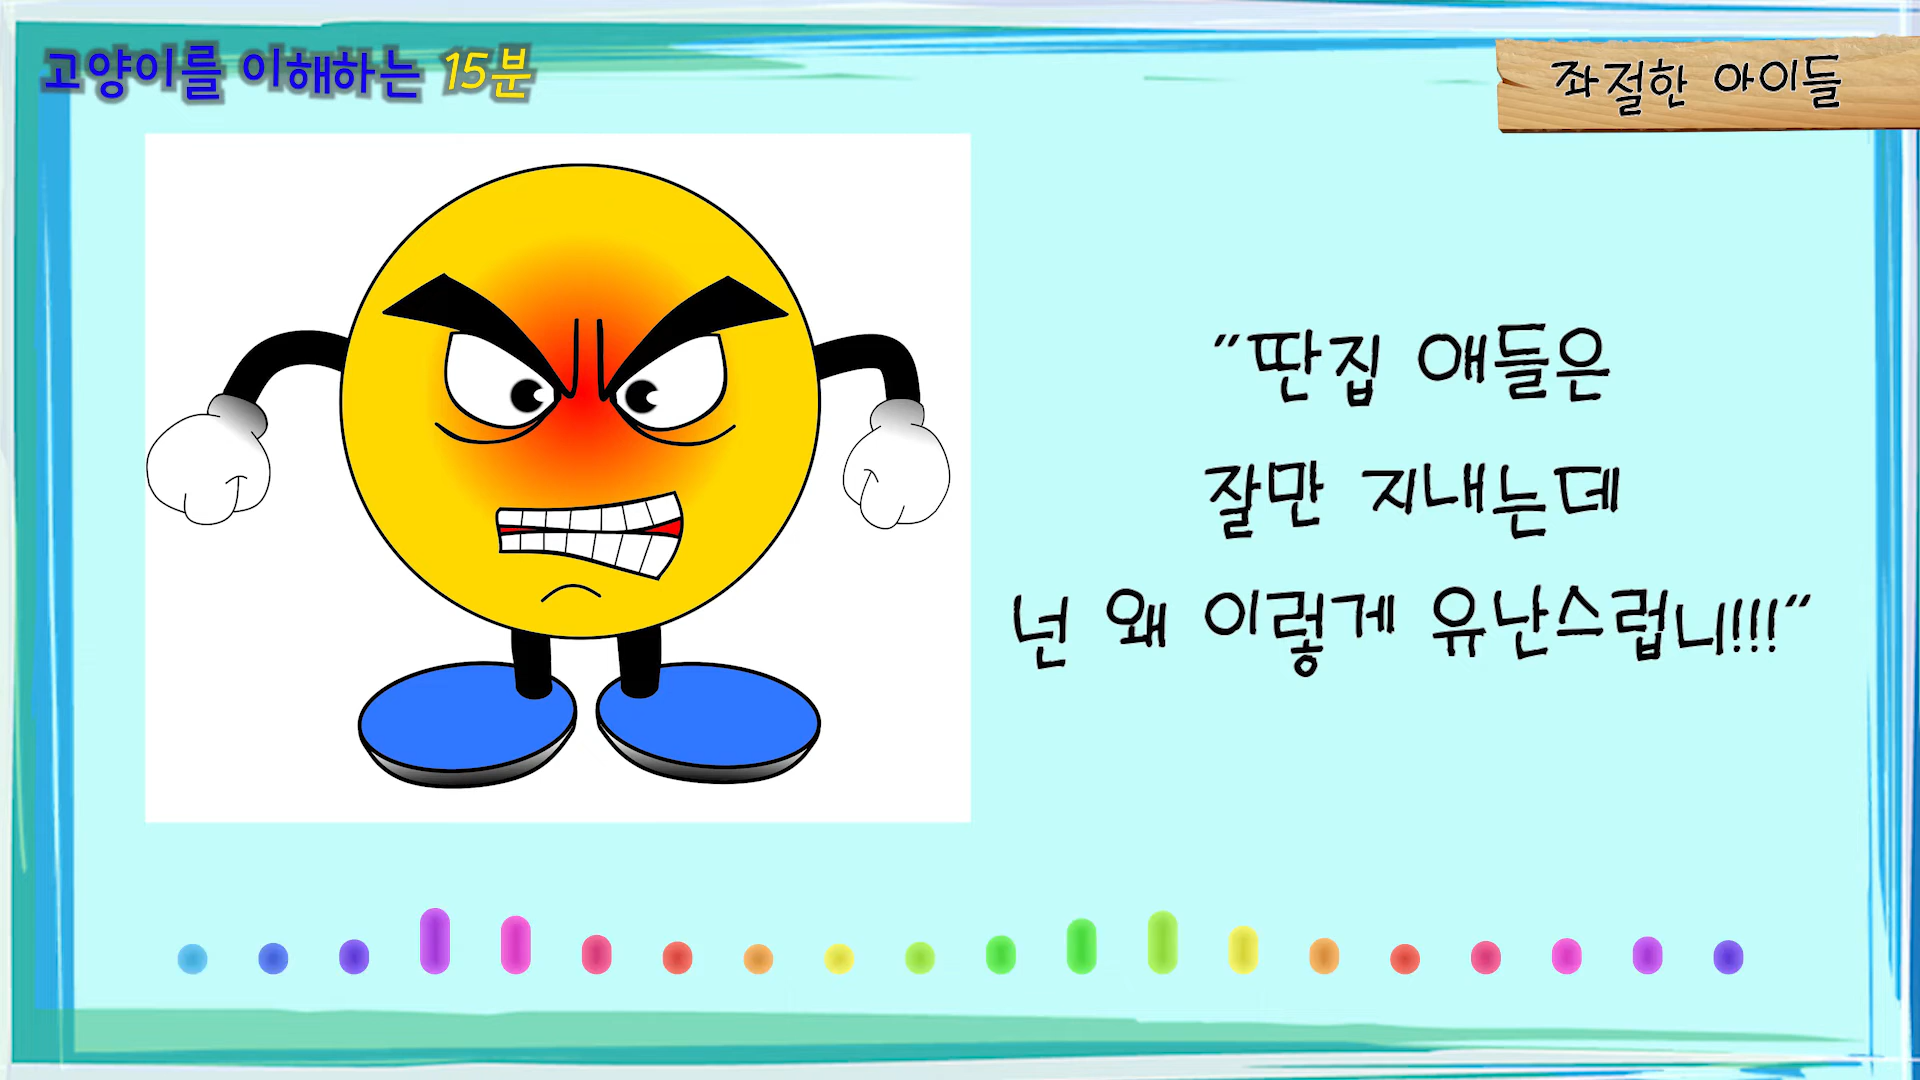 고양이를 이해하는 15분
좌절한 아이들
"딴집 애들은
잘만 지내는데
넌 왜 이렇게 유난스럽니!!!"